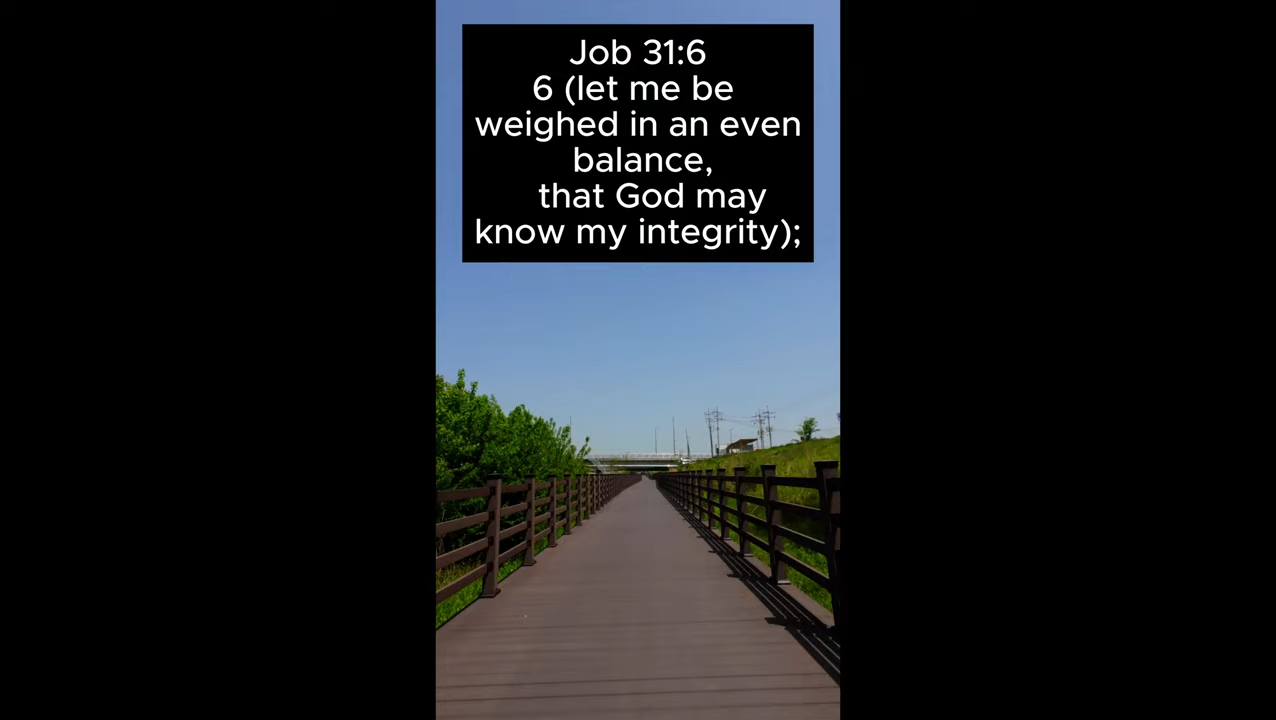 Job 31:6
6 (let me be
weighed in an even
balance,
that God may
know my integrity);